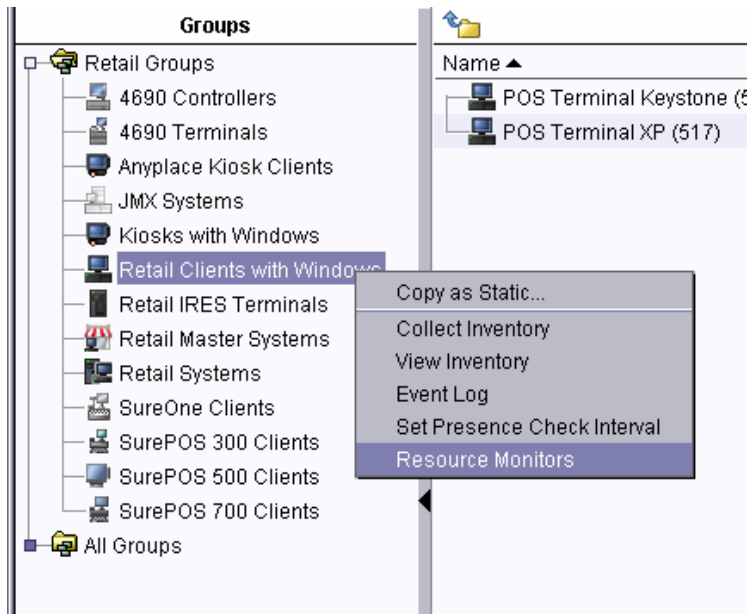 Groups
Retail Groups
4690 Controllers
4690 Terminals
Anyplace Kiosk Clients
JMX Systems
Kiosks with Windows
Retail Clients with Windows
Retail IRES Terminals
Retail Master Systems
Retail Systems
SureOne Clients
SurePOS 300 Clients
SurePOS 500 Clients
SurePOS 700 Clients
All Groups
Name
POS Terminal Keystone (5
POS Terminal XP (517)
Copy as Static...
Collect Inventory
View Inventory
Event Log
Set Presence Check Interval
Resource Monitors